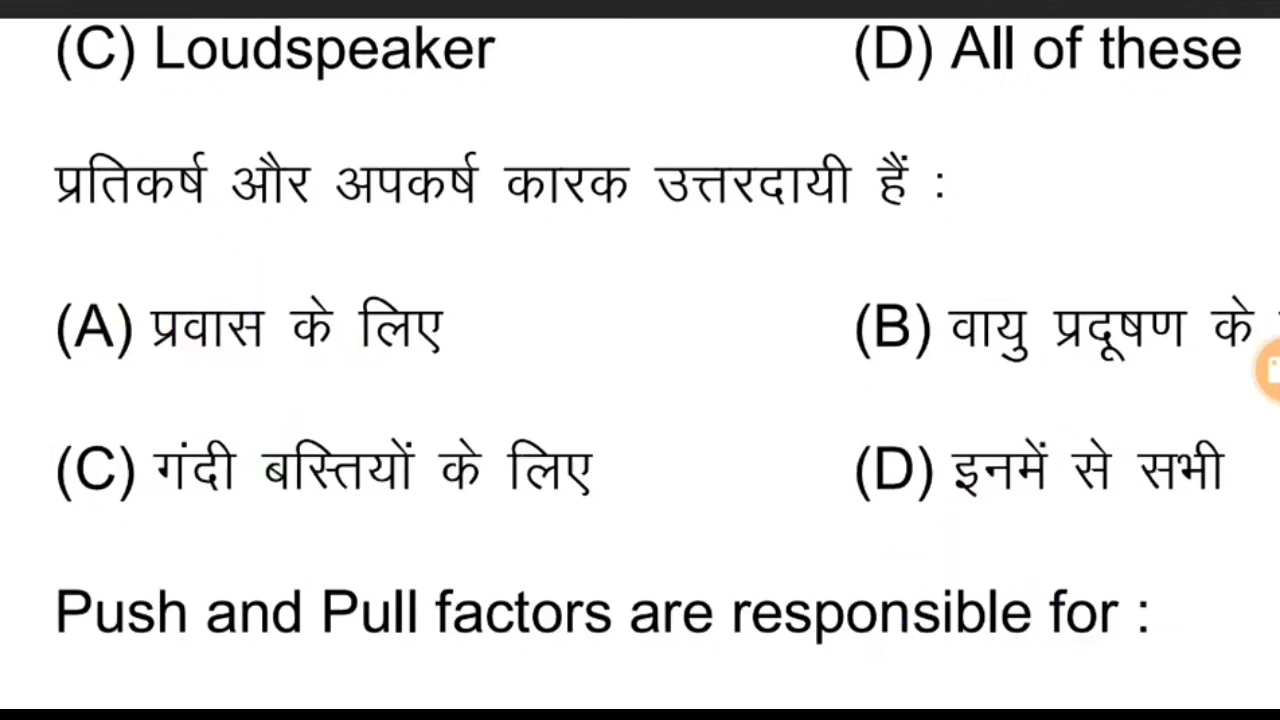 (C) Loudspeaker (D) All of these
प्रतिकर्ष और अपकर्ष कारक उत्तरदायी हैं :
(A) प्रवास के लिए (B) वायु प्रदूषण के
(C) गंदी बस्तियों के लिए (D) इनमें से सभी
Push and Pull factors are responsible for :